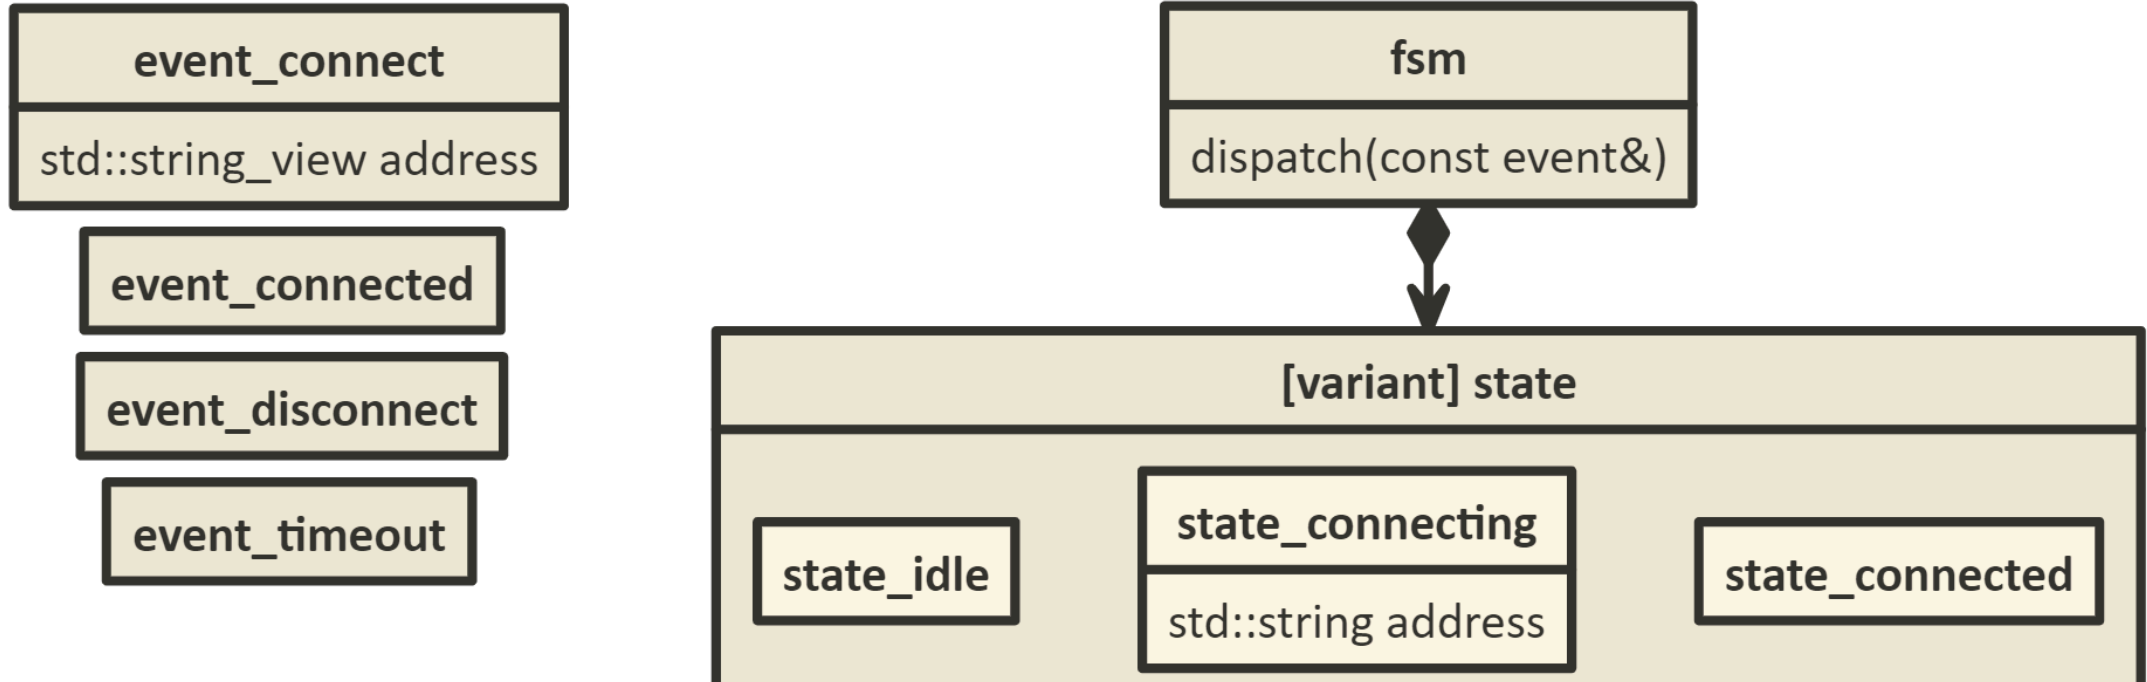 event_connect
std::string_view address
event_connected
event_disconnect
event_timeout
fsm
dispatch(const event&)
[variant] state
state_idle
state_connecting
std::string address
state_connected